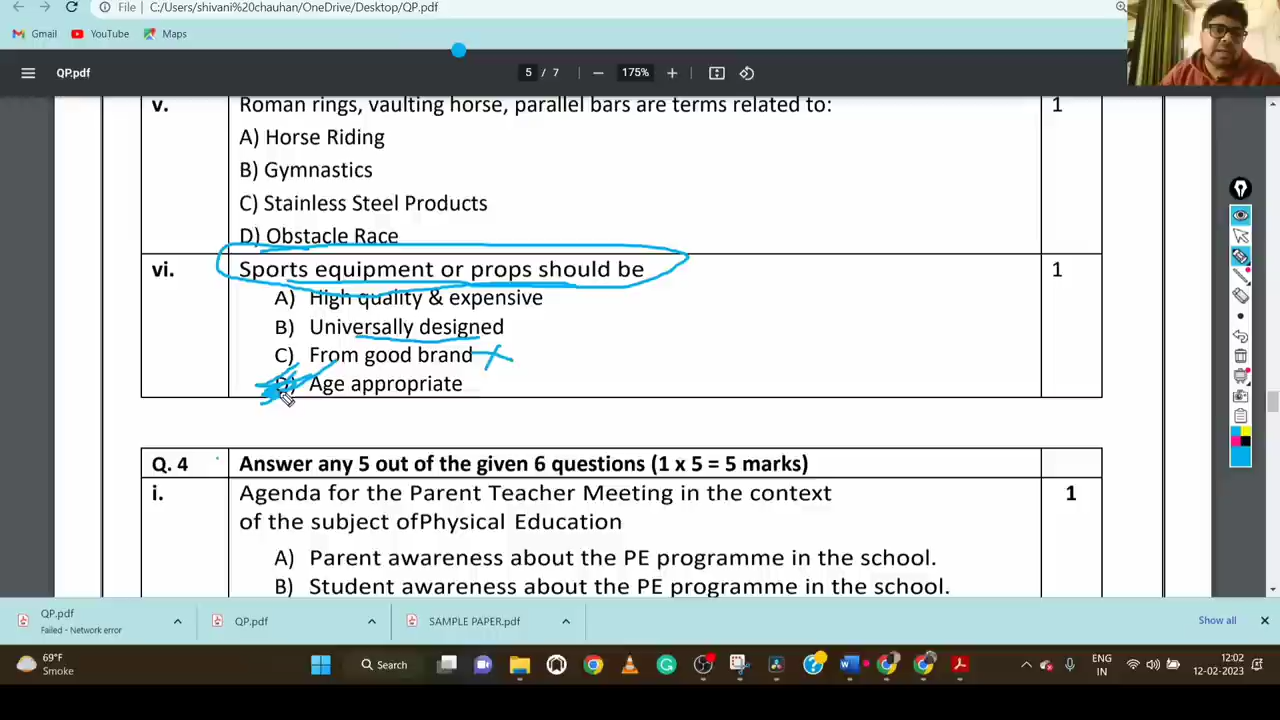 File
C:/Users/shivani%20chauhan/OneDrive/Desktop/QP.pdf
Gmail YouTube Maps
QP.pdf
5 / 7
175%
v. Roman rings, vaulting horse, parallel bars are terms related to: 1
A) Horse Riding
B) Gymnastics
C) Stainless Steel Products
D) Obstacle Race
vi. Sports equipment or props should be 1
A) High quality & expensive
B) Universally designed
C) From good brand
D) Age appropriate
Q. 4 Answer any 5 out of the given 6 questions (1 x 5 = 5 marks)
i. Agenda for the Parent Teacher Meeting in the context 1
of the subject ofPhysical Education
A) Parent awareness about the PE programme in the school.
B) Student awareness about the PE programme in the school.
QP.pdf
Failed - Network error
QP.pdf
SAMPLE PAPER.pdf
Show all
69°F
Smoke
Search
ENG
IN
12:02
12-02-2023